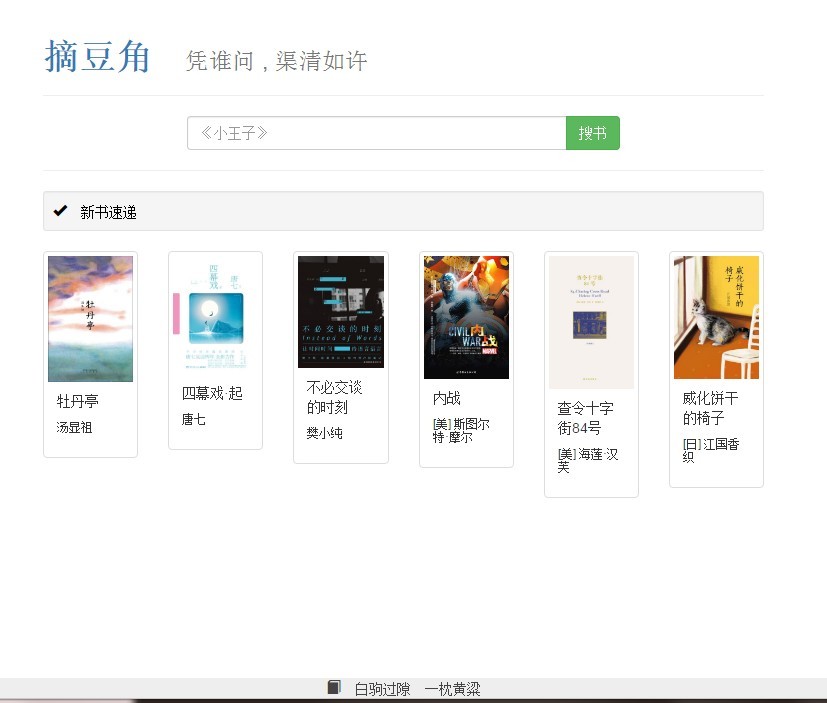 摘豆角 凭谁问，渠清如许
《小王子》 搜书
新书速递
牡丹亭
四幕戏
唐七
不必交谈的时刻
Instead of Words
CIVIL WAR
内战
MARVEL
查令十字街
84号
威化饼干的
椅子
牡丹亭
汤显祖
四幕戏·起
唐七
不必交谈
的时刻
樊小纯
内战
[美] 斯图尔
特·摩尔
查令十字
街84号
[美] 海莲·汉
芙
威化饼干
的椅子
[日] 江国香
织
白驹过隙 一枕黄粱